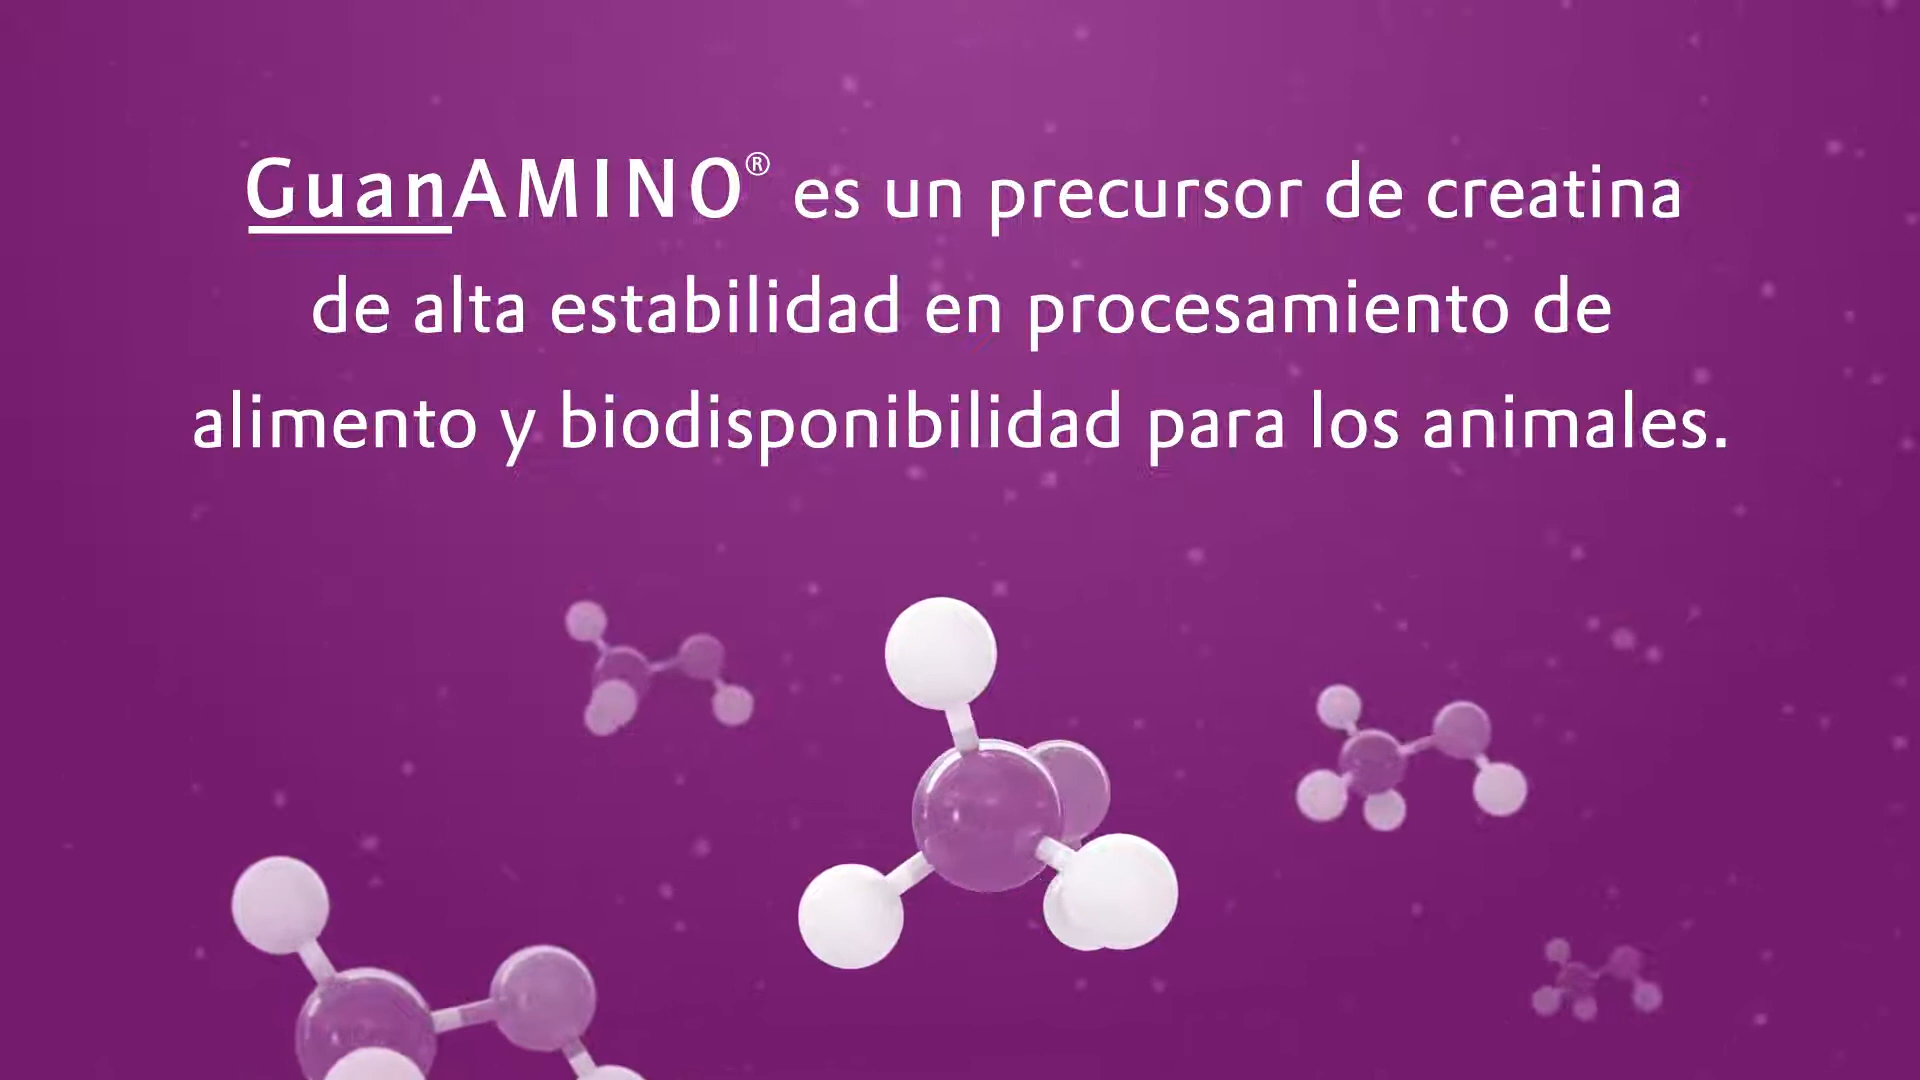 GuanAMINO® es un precursor de creatina
de alta estabilidad en procesamiento de
alimento y biodisponibilidad para los animales.